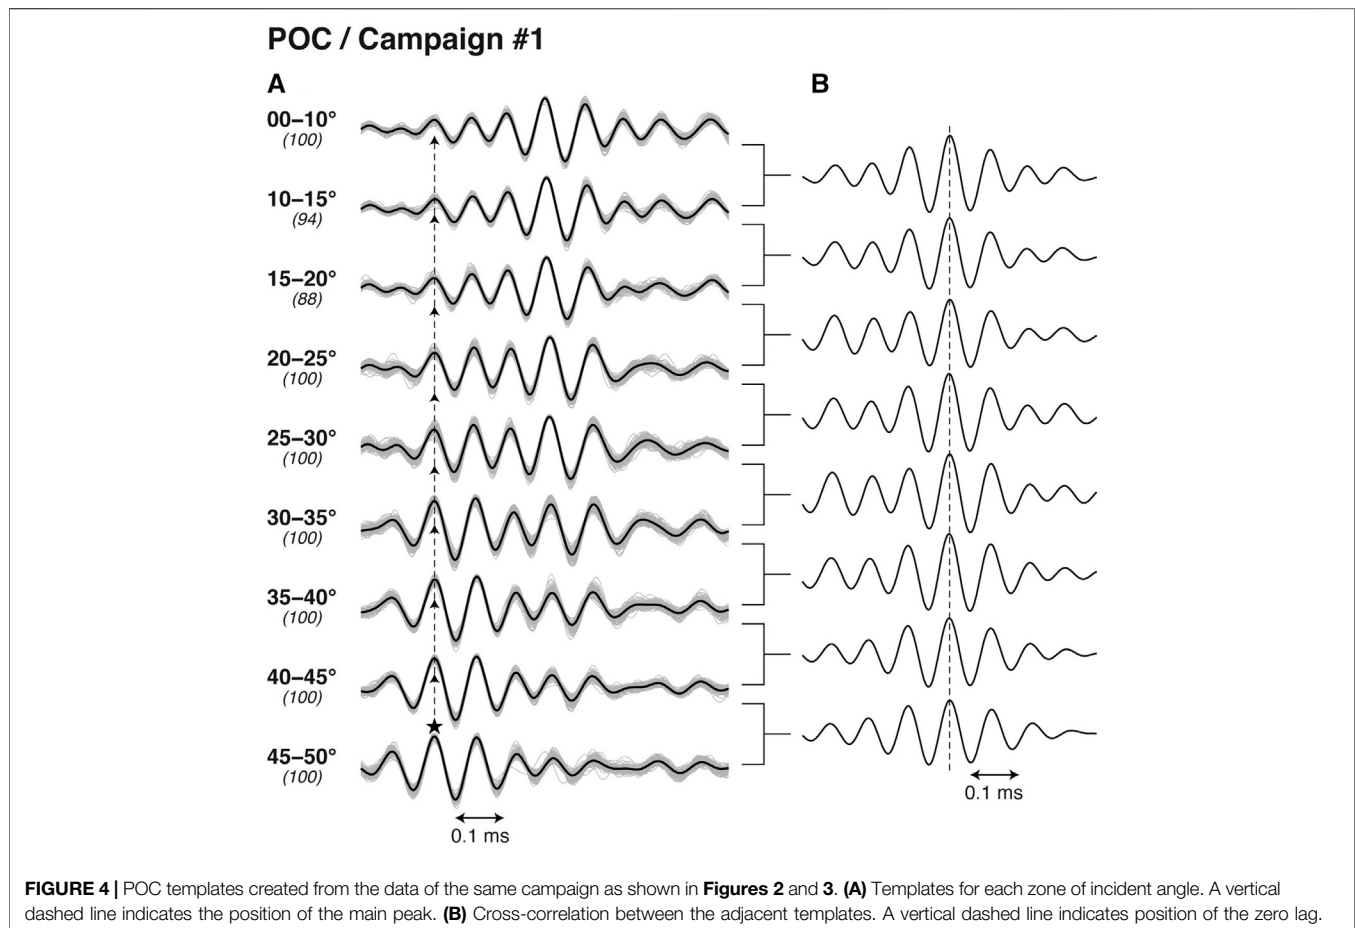 POC / Campaign #1
A
B
00–10°
(100)
10–15°
(94)
15–20°
(88)
20–25°
(100)
25–30°
(100)
30–35°
(100)
35–40°
(100)
40–45°
(100)
45–50°
(100)
0.1 ms
0.1 ms
FIGURE 4 | POC templates created from the data of the same campaign as shown in Figures 2 and 3. (A) Templates for each zone of incident angle. A vertical
dashed line indicates the position of the main peak. (B) Cross-correlation between the adjacent templates. A vertical dashed line indicates position of the zero lag.